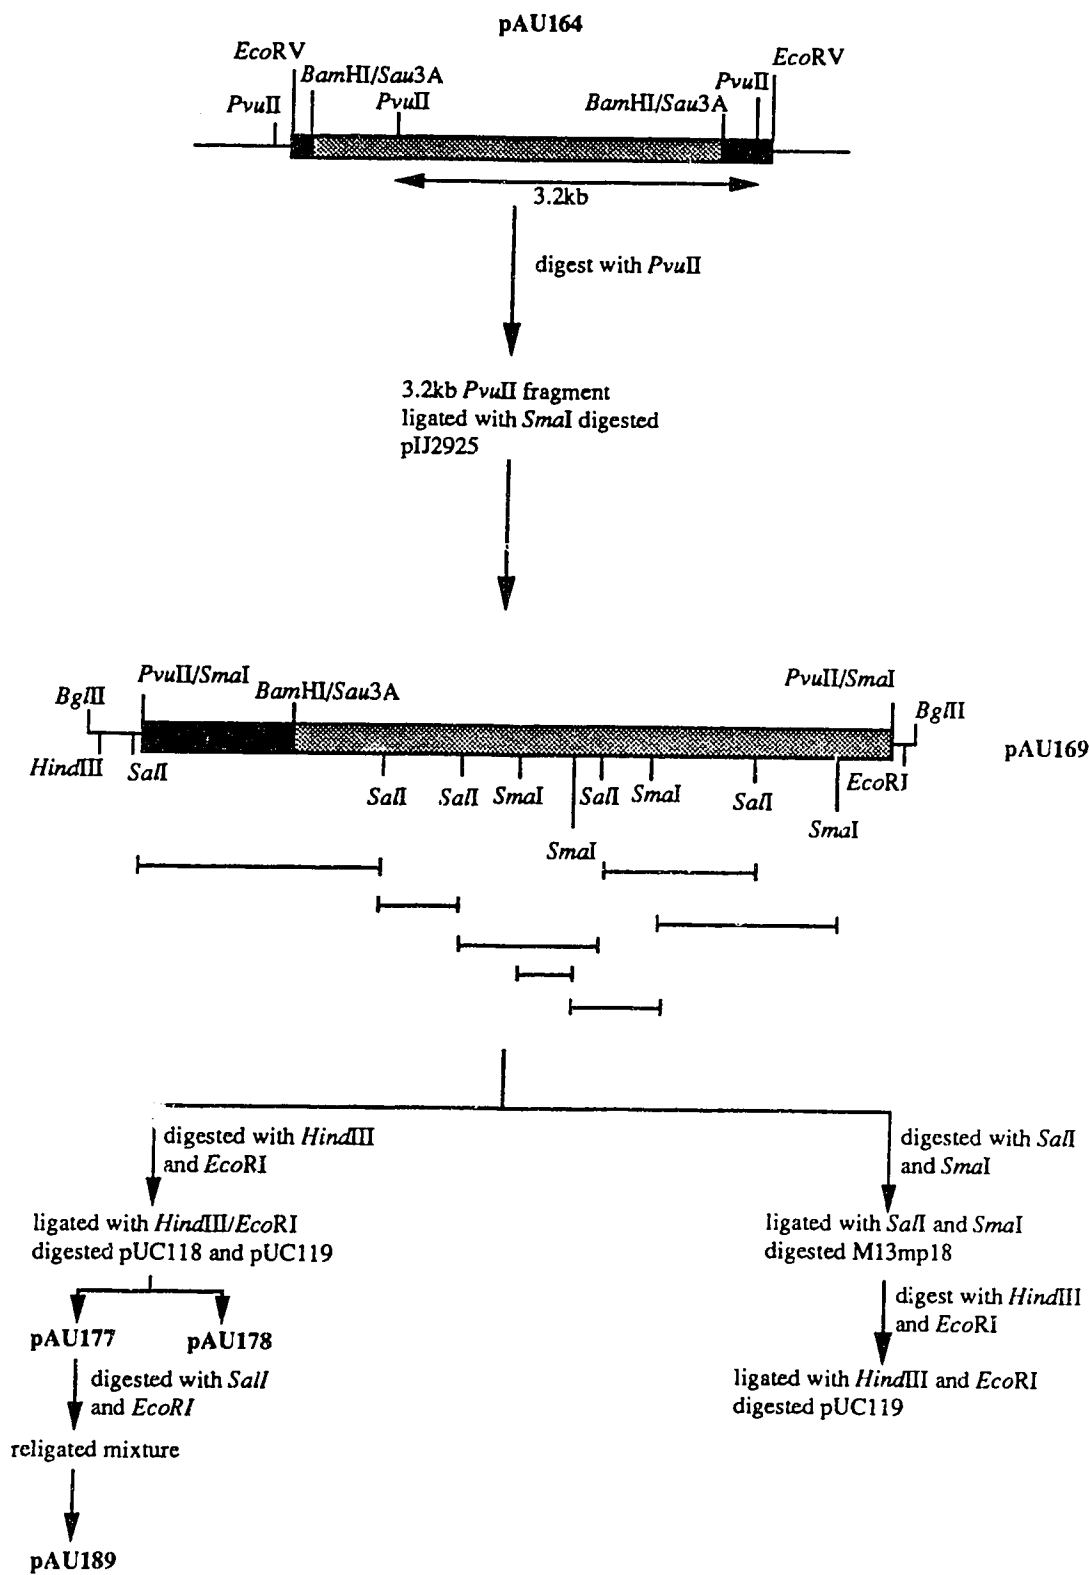 pAU164
EcoRV
EcoRV
BamHI/Sau3A
PvuII
PvuII
PvuII
BamHI/Sau3A
3.2kb
digest with PvuII
3.2kb PvuII fragment
ligated with SmaI digested
pIJ2925
PvuII/SmaI
BamHI/Sau3A
PvuII/SmaI
BglII
BglII
pAU169
HindIII
SalI
EcoRI
SalI
SalI
SmaI
SalI
SmaI
SalI
SmaI
SmaI
digested with HindIII
and EcoRI
digested with SalI
and SmaI
ligated with HindIII/EcoRI
digested pUC118 and pUC119
ligated with SalI and SmaI
digested M13mp18
digest with HindIII
and EcoRI
pAU177
pAU178
digested with SalI
and EcoRI
ligated with HindIII and EcoRI
digested pUC119
religated mixture
pAU189